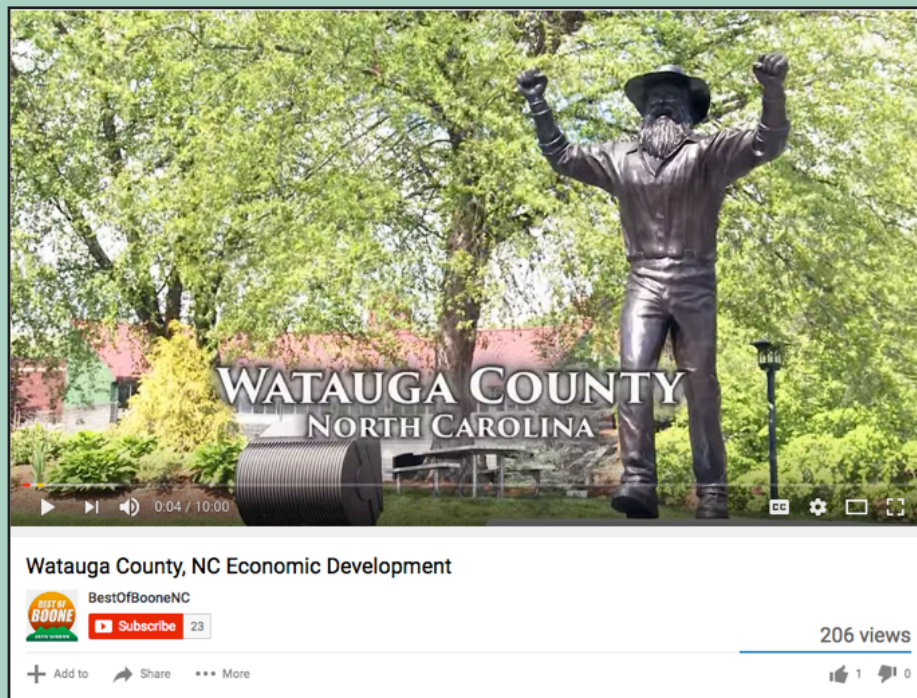 WATAUGA COUNTY
NORTH CAROLINA
0:04 / 10:00
CC
Watauga County, NC Economic Development
BEST OF
BOONE
BestOfBooneNC
Subscribe 23
206 views
Add to Share More 1 0